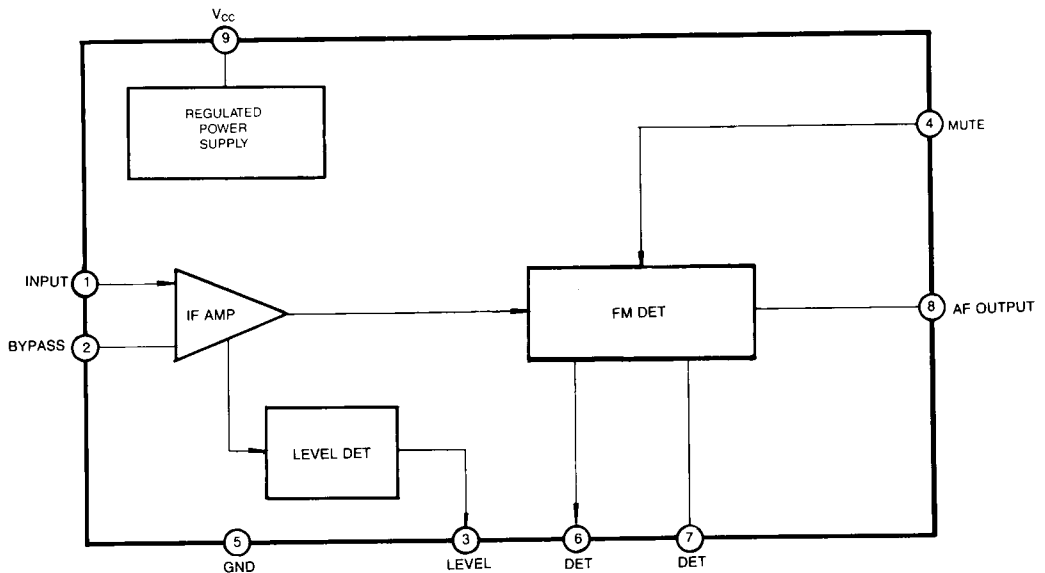 VCC
9
REGULATED
POWER
SUPPLY
4 MUTE
INPUT 1
IF AMP
FM DET
8 AF OUTPUT
BYPASS 2
LEVEL DET
5
GND
3
LEVEL
6
DET
7
DET